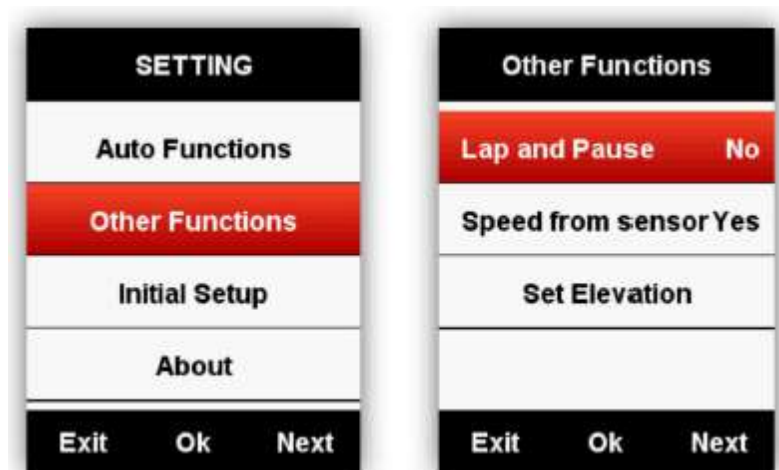 SETTING
Auto Functions
Other Functions
Initial Setup
About
Exit Ok Next
Other Functions
Lap and Pause No
Speed from sensor Yes
Set Elevation
Exit Ok Next